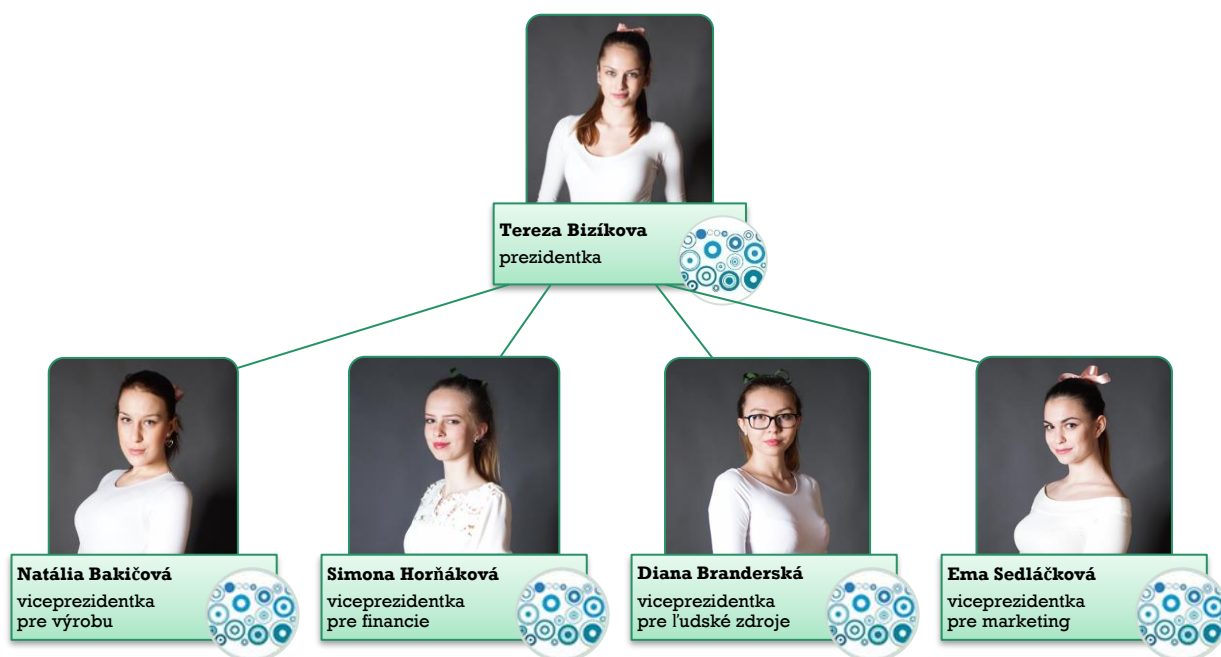 Tereza Bizíkova
prezidentka
Natália Bakičová
viceprezidentka
pre výrobu
Simona Horňáková
viceprezidentka
pre financie
Diana Branderská
viceprezidentka
pre ľudské zdroje
Ema Sedláčková
viceprezidentka
pre marketing